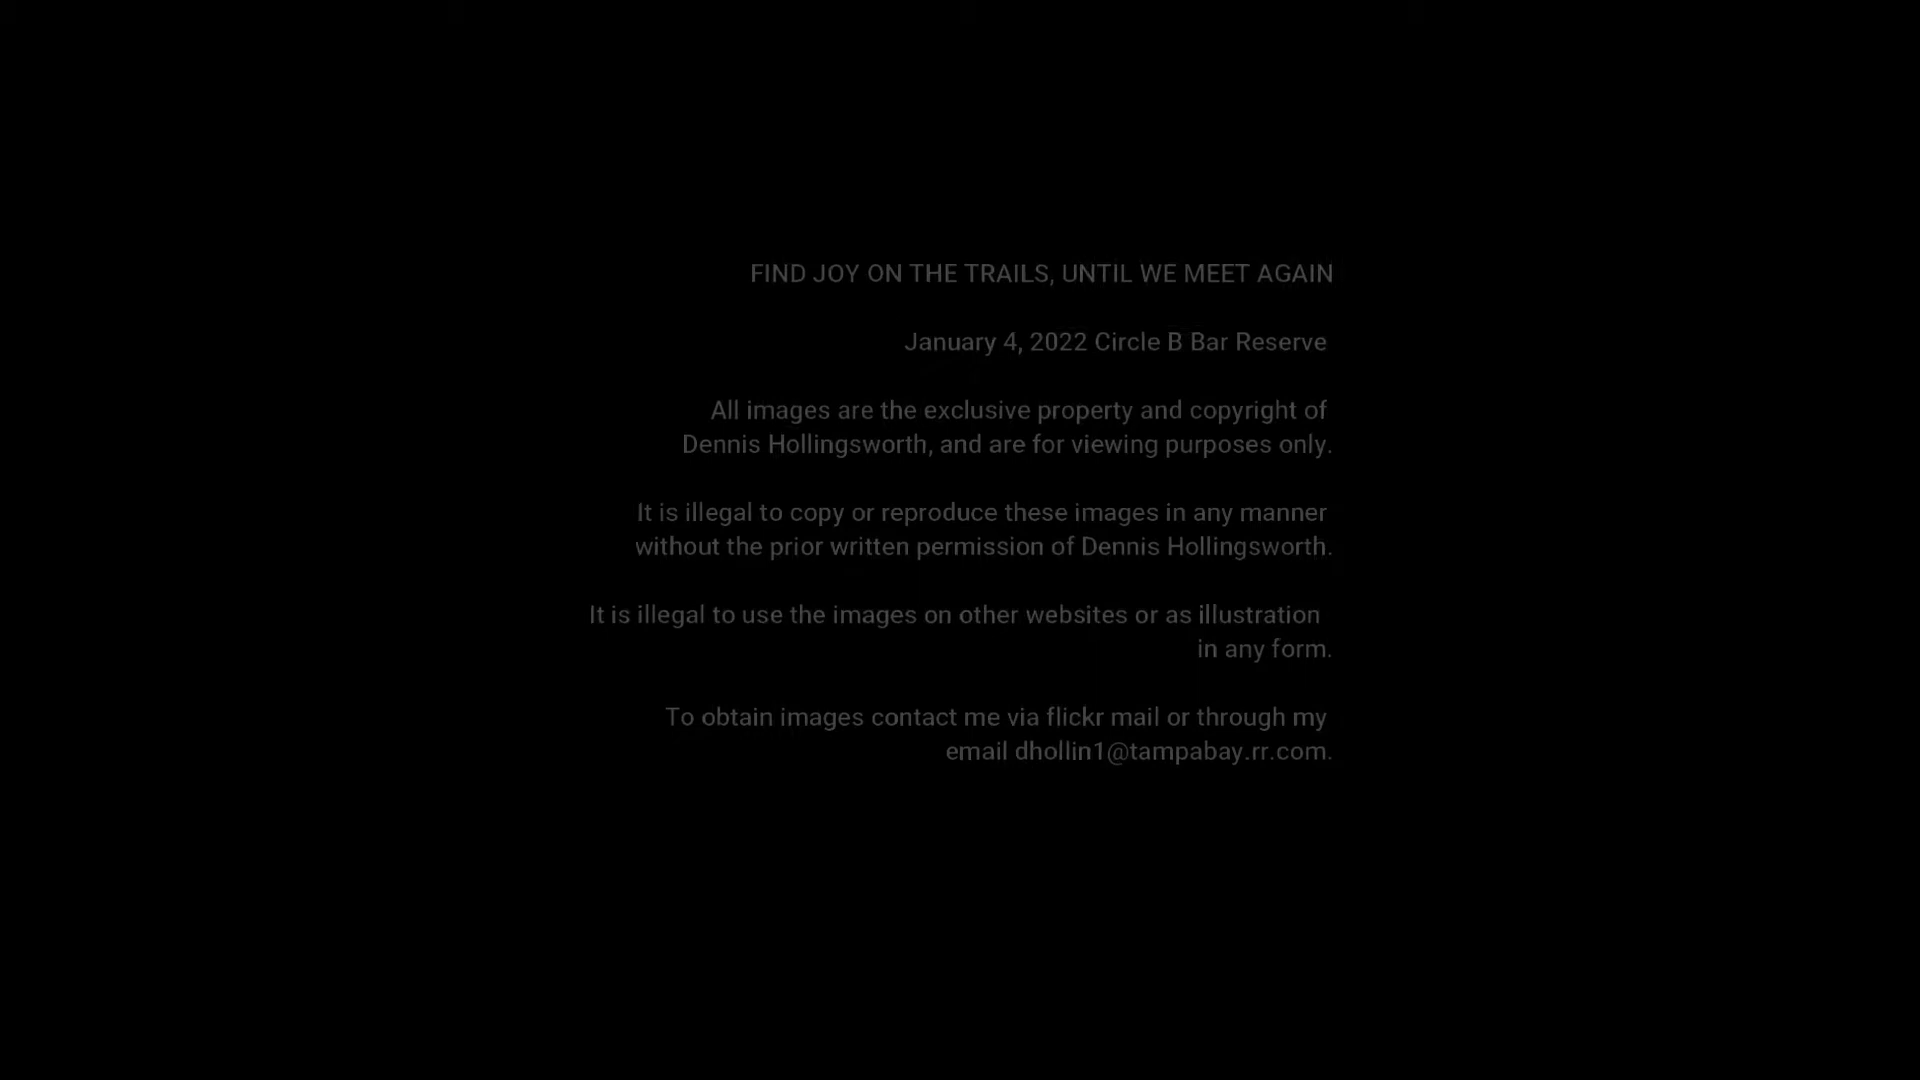 FIND JOY ON THE TRAILS, UNTIL WE MEET AGAIN
January 4, 2022 Circle B Bar Reserve
All images are the exclusive property and copyright of
Dennis Hollingsworth, and are for viewing purposes only.
It is illegal to copy or reproduce these images in any manner
without the prior written permission of Dennis Hollingsworth.
It is illegal to use the images on other websites or as illustration
in any form.
To obtain images contact me via flickr mail or through my
email dhollin1@tampabay.rr.com.